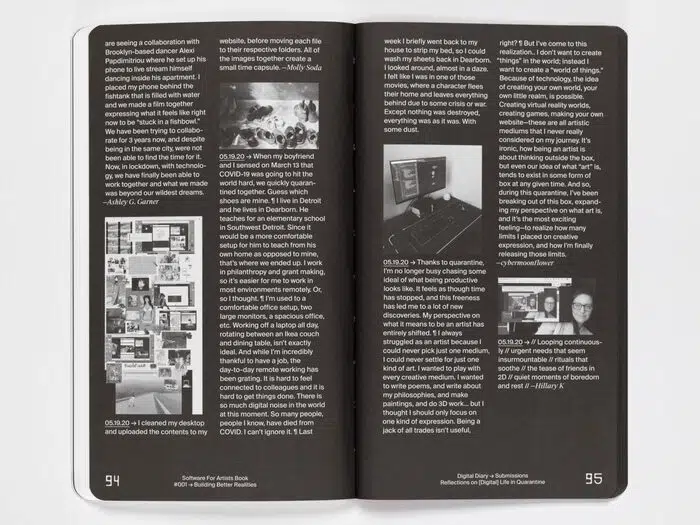 are seeing a collaboration with
Brooklyn-based dancer Alexi
Papdimitriou where he set up his
phone to live stream himself
dancing inside his apartment. I
placed my phone behind the
fishtank that is filled with water
and we made a film together
expressing what it feels like right
now to be "stuck in a fishbowl."
We have been trying to collabo-
rate for 3 years now, and despite
being in the same city, were not
been able to find the time for it.
Now, in lockdown, with technolo-
gy, we have finally been able to
work together and what we made
was beyond our wildest dreams.
—Ashley G. Garner
05.19.20 → I cleaned my desktop
and uploaded the contents to my
website, before moving each file
to their respective folders. All of
the images together create a
small time capsule. —Molly Soda
05.19.20 → When my boyfriend
and I sensed on March 13 that
COVID-19 was going to hit the
world hard, we quickly quaran-
tined together. Guess which
shoes are mine. ¶ I live in Detroit
and he lives in Dearborn. He
teaches for an elementary school
in Southwest Detroit. Since it
would be a more comfortable
setup for him to teach from his
own home as opposed to mine,
that's where we ended up. I work
in philanthropy and grant making,
so it's easier for me to work in
most environments remotely. Or,
so I thought. ¶ I'm used to a
comfortable office setup, two
large monitors, a spacious office,
etc. Working off a laptop all day,
rotating between an Ikea couch
and dining table, isn't exactly
ideal. And while I'm incredibly
thankful to have a job, the
day-to-day remote working has
been grating. It is hard to feel
connected to colleagues and it is
hard to get things done. There is
so much digital noise in the world
at this moment. So many people,
people I know, have died from
COVID. I can't ignore it. ¶ Last
94
Software For Artists Book
#001 → Building Better Realities
week I briefly went back to my
house to strip my bed, so I could
wash my sheets back in Dearborn.
I looked around, almost in a daze.
I felt like I was in one of those
movies, where a character flees
their home and leaves everything
behind due to some crisis or war.
Except nothing was destroyed,
everything was as it was. With
some dust.
05.19.20 → Thanks to quarantine,
I'm no longer busy chasing some
ideal of what being productive
looks like. It feels as though time
has stopped, and this freeness
has led me to a lot of new
discoveries. My perspective on
what it means to be an artist has
entirely shifted. ¶ I always
struggled as an artist because I
could never pick just one medium,
I could never settle for just one
kind of art. I wanted to play with
every creative medium. I wanted
to write poems, and write about
my philosophies, and make
paintings, and do 3D work... but I
thought I should only focus on
one kind of expression. Being a
jack of all trades isn't useful,
right? ¶ But I've come to this
realization.. I don't want to create
"things" in the world; instead I
want to create a "world of things."
Because of technology, the idea
of creating your own world, your
own little realm, is possible.
Creating virtual reality worlds,
creating games, making your own
website—these are all artistic
mediums that I never really
considered on my journey. It's
ironic, how being an artist is
about thinking outside the box,
but even our idea of what "art" is,
tends to exist in some form of
box at any given time. And so,
during this quarantine, I've been
breaking out of this box, expand-
ing my perspective on what art is,
and it's the most exciting
feeling—to realize how many
limits I placed on creative
expression, and how I'm finally
releasing those limits.
—cybermoonflower
05.19.20 → // Looping continuous-
ly // urgent needs that seem
insurmountable // rituals that
soothe // the tease of friends in
2D // quiet moments of boredom
and rest // —Hillary K
Digital Diary → Submissions
Reflections on [Digital] Life in Quarantine
95